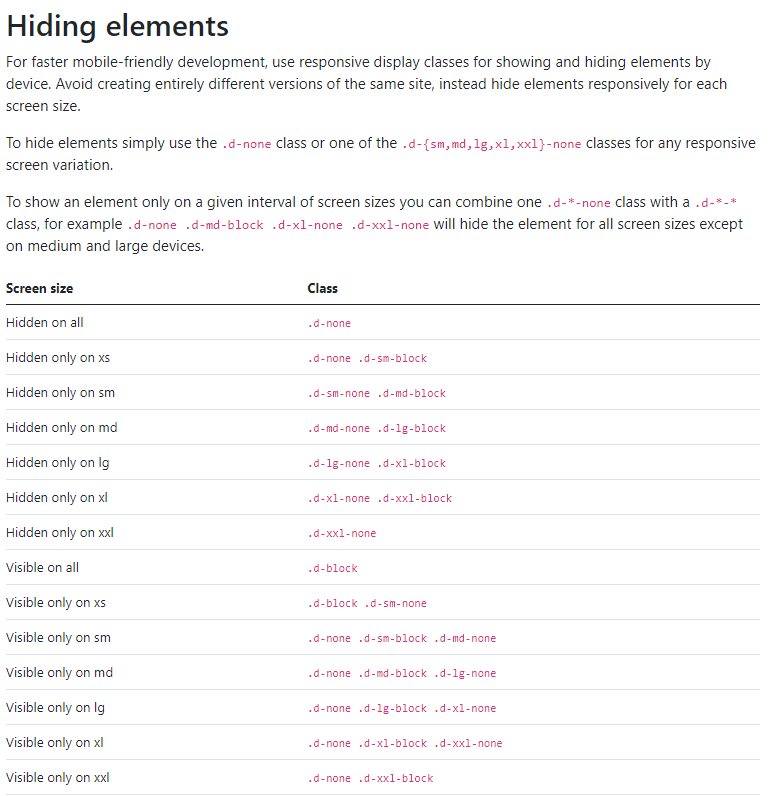 Hiding elements
For faster mobile-friendly development, use responsive display classes for showing and hiding elements by
device. Avoid creating entirely different versions of the same site, instead hide elements responsively for each
screen size.
To hide elements simply use the .d-none class or one of the .d-{sm,md,lg,xl,xxl}-none classes for any responsive
screen variation.
To show an element only on a given interval of screen sizes you can combine one .d-*-none class with a .d-*-*
class, for example .d-none .d-md-block .d-xl-none .d-xxl-none will hide the element for all screen sizes except
on medium and large devices.
Screen size Class
Hidden on all .d-none
Hidden only on xs .d-none .d-sm-block
Hidden only on sm .d-sm-none .d-md-block
Hidden only on md .d-md-none .d-lg-block
Hidden only on lg .d-lg-none .d-xl-block
Hidden only on xl .d-xl-none .d-xxl-block
Hidden only on xxl .d-xxl-none
Visible on all .d-block
Visible only on xs .d-block .d-sm-none
Visible only on sm .d-none .d-sm-block .d-md-none
Visible only on md .d-none .d-md-block .d-lg-none
Visible only on lg .d-none .d-lg-block .d-xl-none
Visible only on xl .d-none .d-xl-block .d-xxl-none
Visible only on xxl .d-none .d-xxl-block